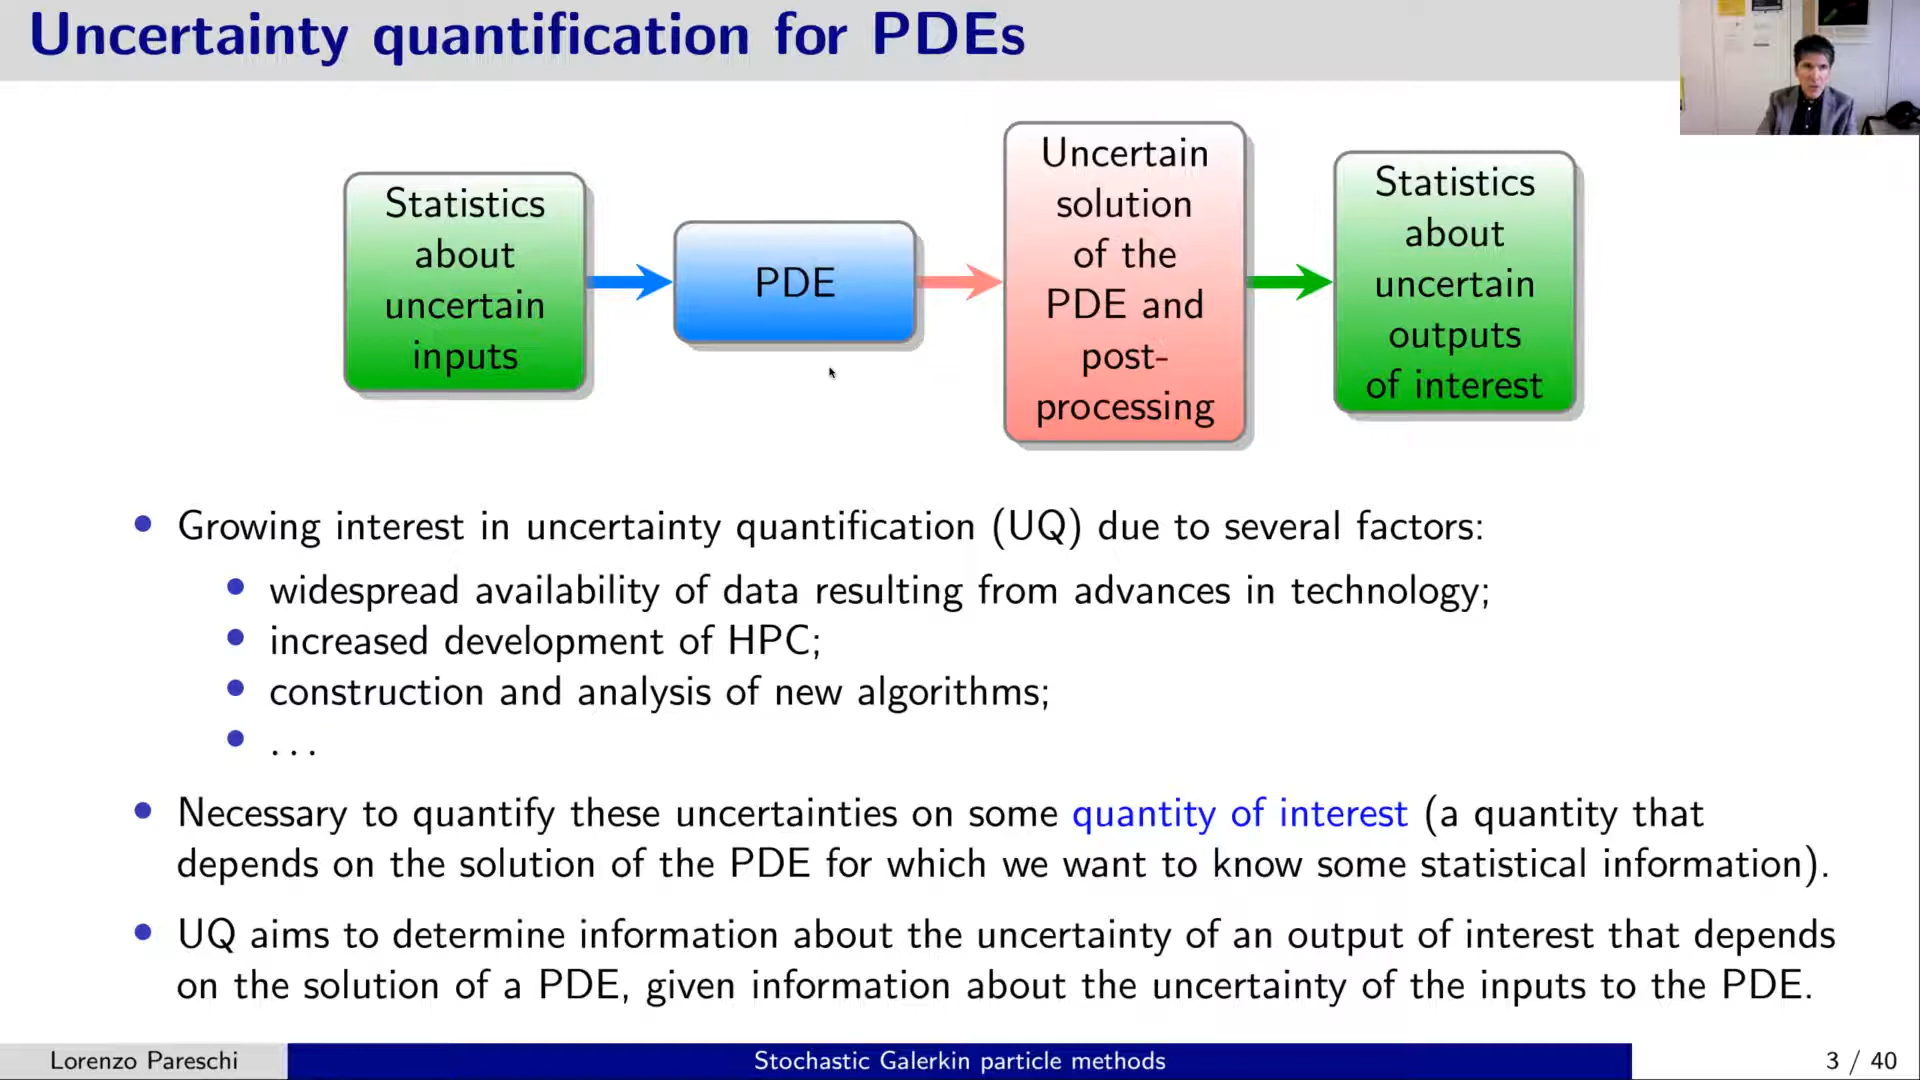 Uncertainty quantification for PDEs
Statistics
about
uncertain
inputs
PDE
Uncertain
solution
of the
PDE and
post-
processing
Statistics
about
uncertain
outputs
of interest
Growing interest in uncertainty quantification (UQ) due to several factors:
widespread availability of data resulting from advances in technology;
increased development of HPC;
construction and analysis of new algorithms;
...
Necessary to quantify these uncertainties on some quantity of interest (a quantity that
depends on the solution of the PDE for which we want to know some statistical information).
UQ aims to determine information about the uncertainty of an output of interest that depends
on the solution of a PDE, given information about the uncertainty of the inputs to the PDE.
Lorenzo Pareschi
Stochastic Galerkin particle methods
3 / 40